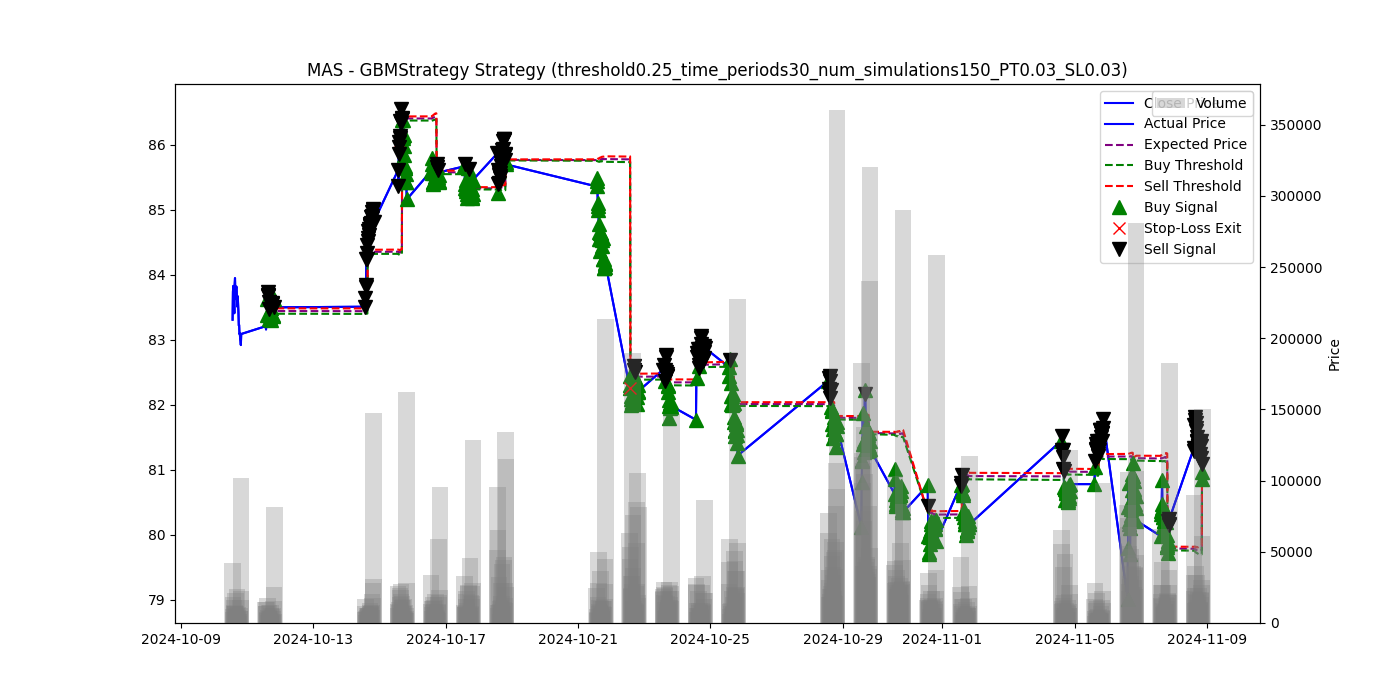 MAS - GBMStrategy Strategy (threshold0.25_time_periods30_num_simulations150_PT0.03_SL0.03)
86
85
84
83
82
81
80
79
2024-10-09
2024-10-13
2024-10-17
2024-10-21
2024-10-25
2024-10-29
2024-11-01
2024-11-05
2024-11-09
350000
300000
250000
200000
150000
100000
50000
0
Price
Volume
Close Price
Actual Price
Expected Price
Buy Threshold
Sell Threshold
Buy Signal
Stop-Loss Exit
Sell Signal